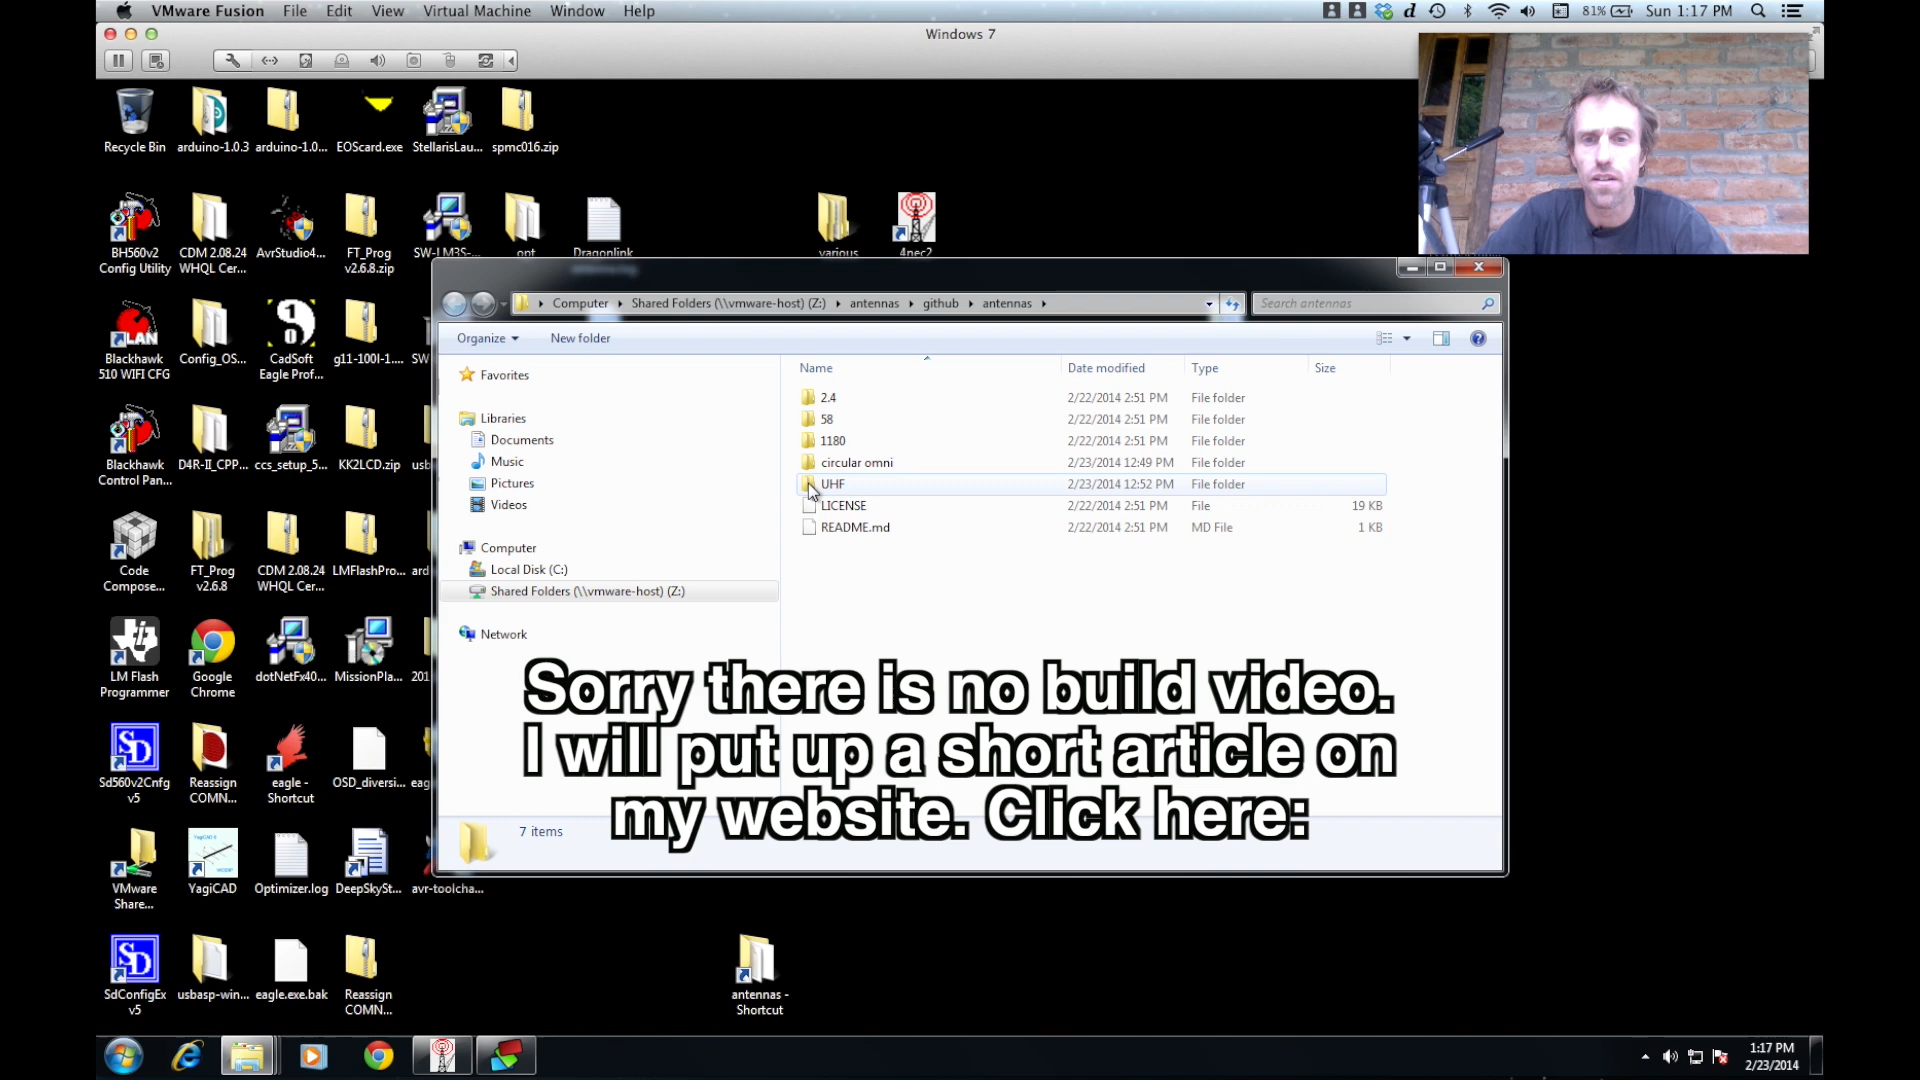 VMware Fusion File Edit View Virtual Machine Window Help
81% Sun 1:17 PM
Windows 7
Recycle Bin arduino-1.0.3 arduino-1.0... EOScard.exe StellarisLau... spmc016.zip
BH560v2 Config Utility
CDM 2.08.24 WHQL Cer...
AvrStudio4...
FT_Prog v2.6.8.zip
SW-LM3S-...
opt
Dragonlink
various
4nec2
Computer Shared Folders (\\vmware-host) (Z:) antennas github antennas
Search antennas
Organize New folder
Name Date modified Type Size
2.4 2/22/2014 2:51 PM File folder
58 2/22/2014 2:51 PM File folder
1180 2/22/2014 2:51 PM File folder
circular omni 2/23/2014 12:49 PM File folder
UHF 2/23/2014 12:52 PM File folder
LICENSE 2/22/2014 2:51 PM File 19 KB
README.md 2/22/2014 2:51 PM MD File 1 KB
Favorites
Libraries
Documents
Music
Pictures
Videos
Computer
Local Disk (C:)
Shared Folders (\\vmware-host) (Z:)
Network
7 items
Blackhawk 510 WIFI CFG
Config_OS...
CadSoft Eagle Prof...
g11-100I-1....
SW
Blackhawk Control Pan...
D4R-II_CPP...
ccs_setup_5...
KK2LCD.zip
usb
Code Compose...
FT_Prog v2.6.8
CDM 2.08.24 WHQL Cer...
LMFlashPro...
ard
LM Flash Programmer
Google Chrome
dotNetFx40...
MissionPla...
201
Sd560v2Cnfg v5
Reassign COMN...
eagle - Shortcut
OSD_diversi...
eag
VMware Share...
YagiCAD
Optimizer.log
DeepSkySt...
avr-toolcha...
SdConfigEx v5
usbasp-win...
eagle.exe.bak
Reassign COMN...
antennas - Shortcut
Sorry there is no build video.
I will put up a short article on
my website. Click here:
1:17 PM
2/23/2014